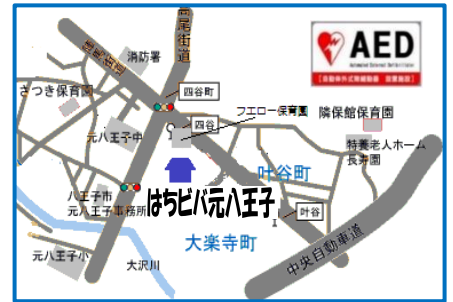 高尾街道
陣馬街道
消防署
さつき保育園
四谷町
四谷
フエロー保育園
隣保館保育園
元八王子中
特養老人ホーム
長寿園
叶谷町
八王子市
元八王子事務所
はちビバ元八王子
叶谷
大楽寺町
元八王子小
大沢川
中央自動車道
AED